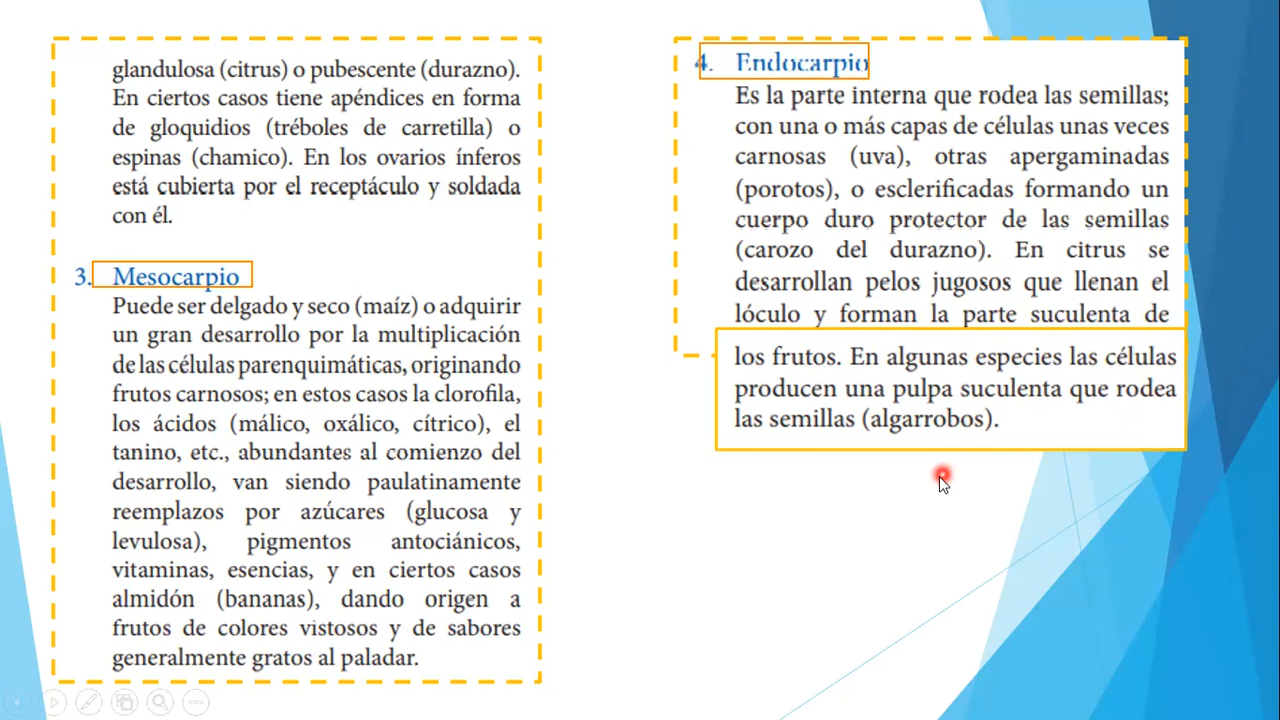 glandulosa (citrus) o pubescente (durazno).
En ciertos casos tiene apéndices en forma
de gloquidios (tréboles de carretilla) o
espinas (chamico). En los ovarios ínferos
está cubierta por el receptáculo y soldada
con él.
3. Mesocarpio
Puede ser delgado y seco (maíz) o adquirir
un gran desarrollo por la multiplicación
de las células parenquimáticas, originando
frutos carnosos; en estos casos la clorofila,
los ácidos (málico, oxálico, cítrico), el
tanino, etc., abundantes al comienzo del
desarrollo, van siendo paulatinamente
reemplazos por azúcares (glucosa y
levulosa), pigmentos antociánicos,
vitaminas, esencias, y en ciertos casos
almidón (bananas), dando origen a
frutos de colores vistosos y de sabores
generalmente gratos al paladar.
4. Endocarpio
Es la parte interna que rodea las semillas;
con una o más capas de células unas veces
carnosas (uva), otras apergaminadas
(porotos), o esclerificadas formando un
cuerpo duro protector de las semillas
(carozo del durazno). En citrus se
desarrollan pelos jugosos que llenan el
lóculo y forman la parte suculenta de
los frutos. En algunas especies las células
producen una pulpa suculenta que rodea
las semillas (algarrobos).